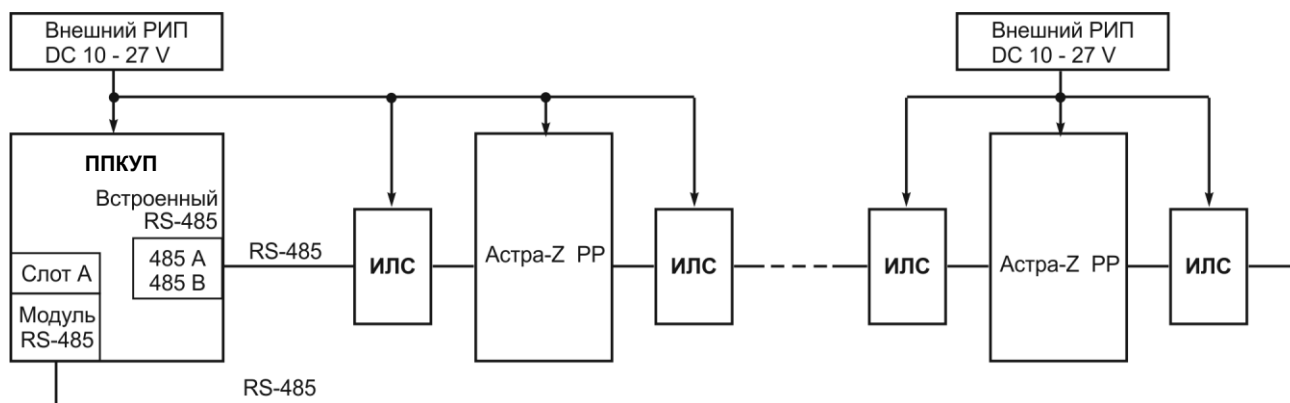 Внешний РИП
DC 10 - 27 V
Внешний РИП
DC 10 - 27 V
ППКУП
Встроенный
RS-485
485 А
485 В
Слот А
Модуль
RS-485
RS-485
ИЛС
Астра-Z РР
ИЛС
ИЛС
Астра-Z РР
ИЛС
RS-485